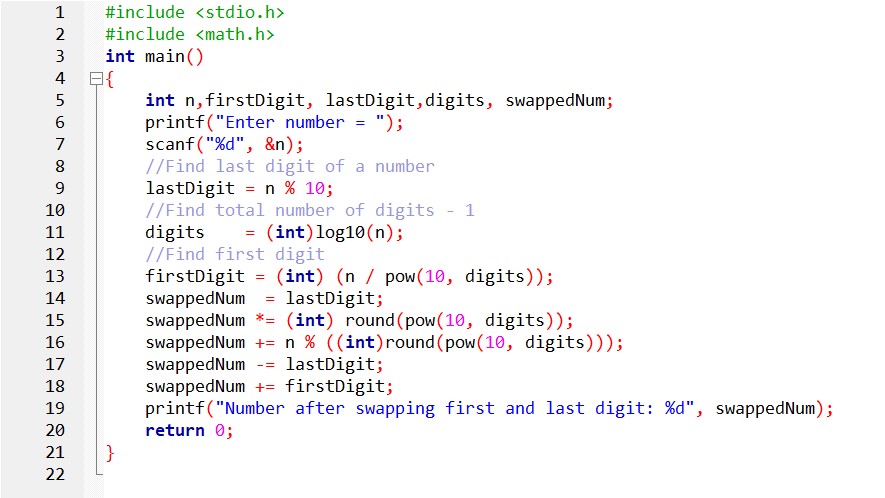 1 #include <stdio.h>
2 #include <math.h>
3 int main()
4 {
5 int n,firstDigit, lastDigit,digits, swappedNum;
6 printf("Enter number = ");
7 scanf("%d", &n);
8 //Find last digit of a number
9 lastDigit = n % 10;
10 //Find total number of digits - 1
11 digits    = (int)log10(n);
12 //Find first digit
13 firstDigit = (int) (n / pow(10, digits));
14 swappedNum  = lastDigit;
15 swappedNum *= (int) round(pow(10, digits));
16 swappedNum += n % ((int)round(pow(10, digits)));
17 swappedNum -= lastDigit;
18 swappedNum += firstDigit;
19 printf("Number after swapping first and last digit: %d", swappedNum);
20 return 0;
21 }
22